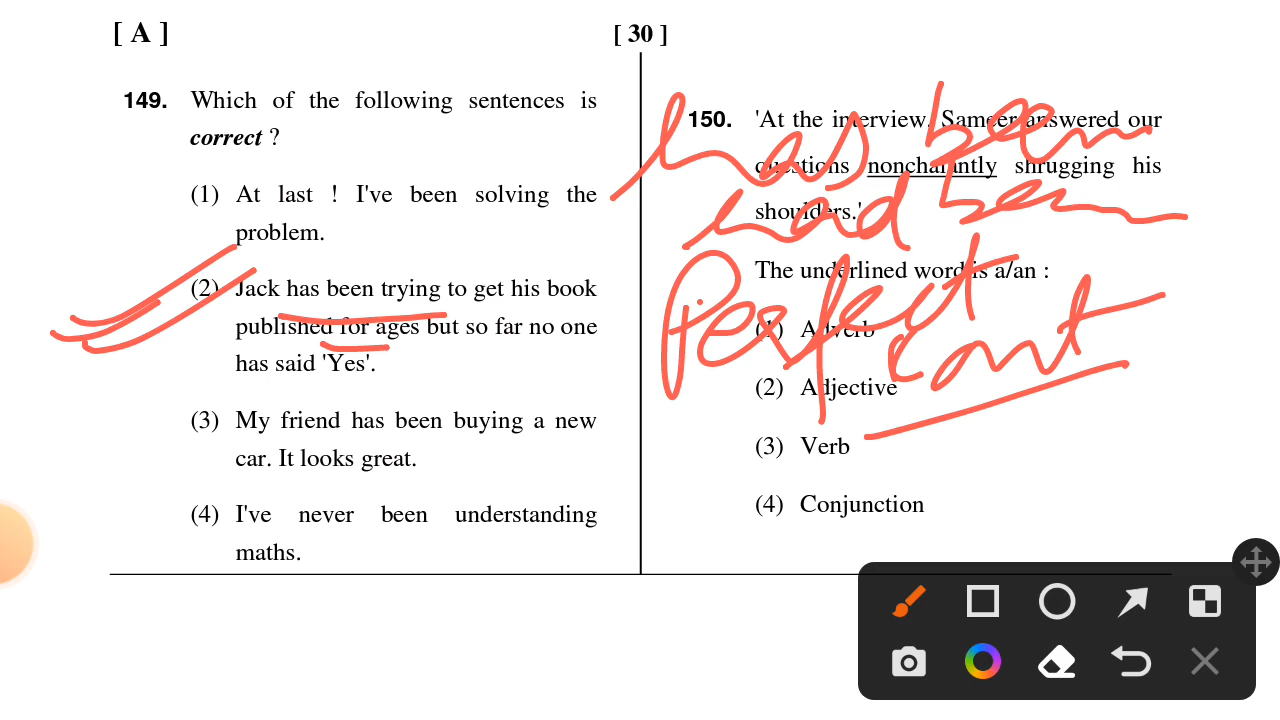 [ A ]
[ 30 ]
149. Which of the following sentences is
correct ?
(1) At last ! I've been solving the
problem.
(2) Jack has been trying to get his book
published for ages but so far no one
has said 'Yes'.
(3) My friend has been buying a new
car. It looks great.
(4) I've never been understanding
maths.
150. 'At the interview, Sameer answered our
questions nonchalantly shrugging his
shoulders.'
The underlined word is a/an :
(1) Adverb
(2) Adjective
(3) Verb
(4) Conjunction
has been
had been
Perfect
cont